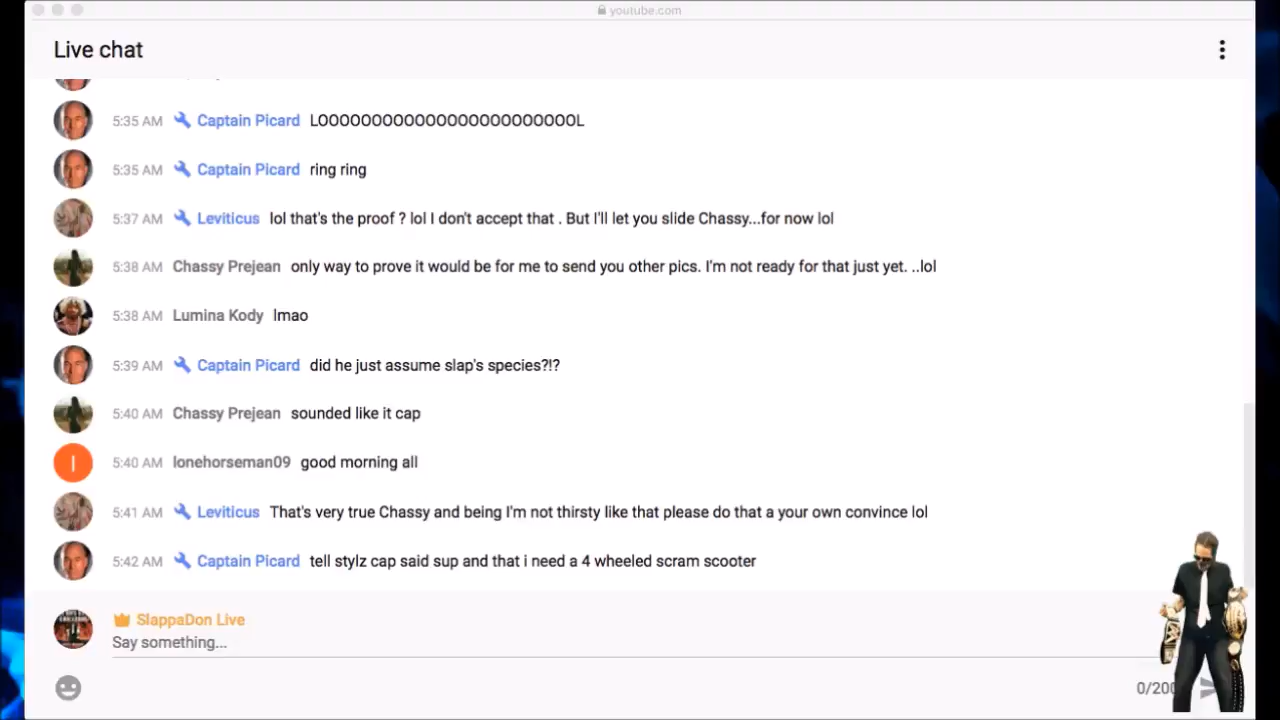 youtube.com
Live chat
5:35 AM Captain Picard LOOOOOOOOOOOOOOOOOOOOOOOOL
5:35 AM Captain Picard ring ring
5:37 AM Leviticus lol that's the proof ? lol I don't accept that . But I'll let you slide Chassy...for now lol
5:38 AM Chassy Prejean only way to prove it would be for me to send you other pics. I'm not ready for that just yet. ..lol
5:38 AM Lumina Kody lmao
5:39 AM Captain Picard did he just assume slap's species?!?
5:40 AM Chassy Prejean sounded like it cap
5:40 AM lonehorseman09 good morning all
5:41 AM Leviticus That's very true Chassy and being I'm not thirsty like that please do that a your own convince lol
5:42 AM Captain Picard tell stylz cap said sup and that i need a 4 wheeled scram scooter
SlappaDon Live
Say something...
0/200